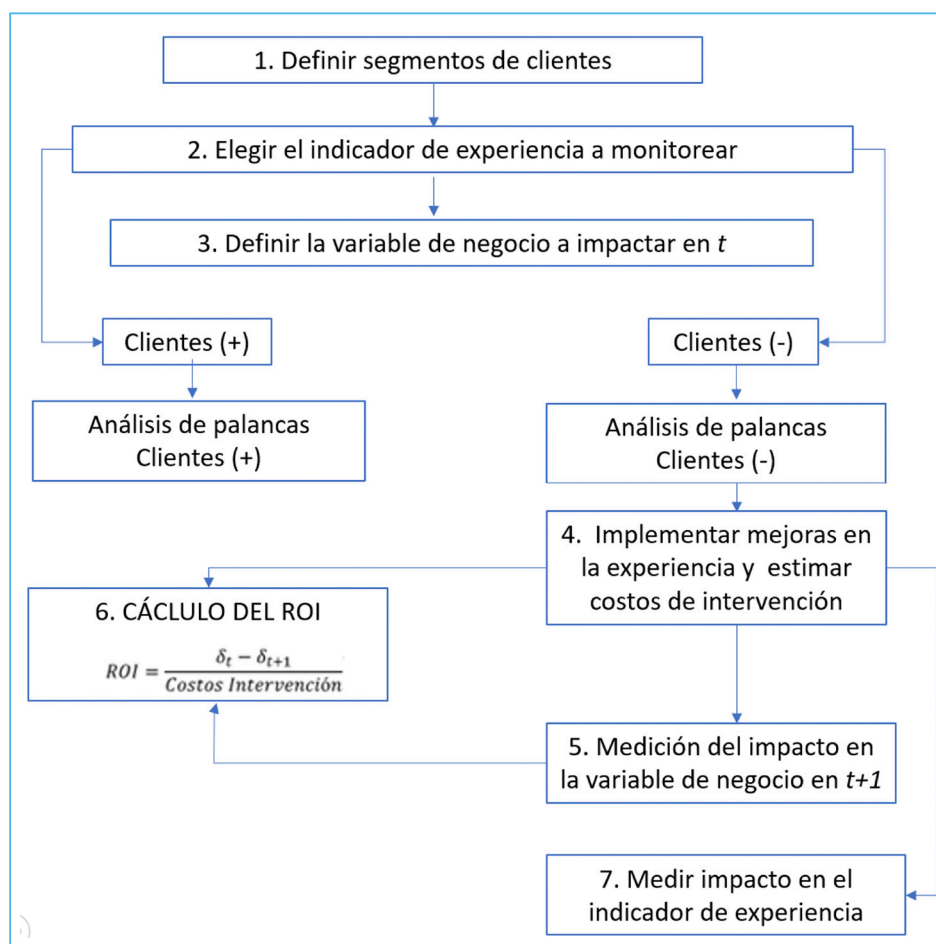 1. Definir segmentos de clientes
2. Elegir el indicador de experiencia a monitorear
3. Definir la variable de negocio a impactar en t
Clientes (+)
Clientes (-)
Análisis de palancas
Clientes (+)
Análisis de palancas
Clientes (-)
4. Implementar mejoras en
la experiencia y estimar
costos de intervención
6. CÁCLULO DEL ROI
ROI = (δt − δt+1) / Costos Intervención
5. Medición del impacto en
la variable de negocio en t+1
7. Medir impacto en el
indicador de experiencia